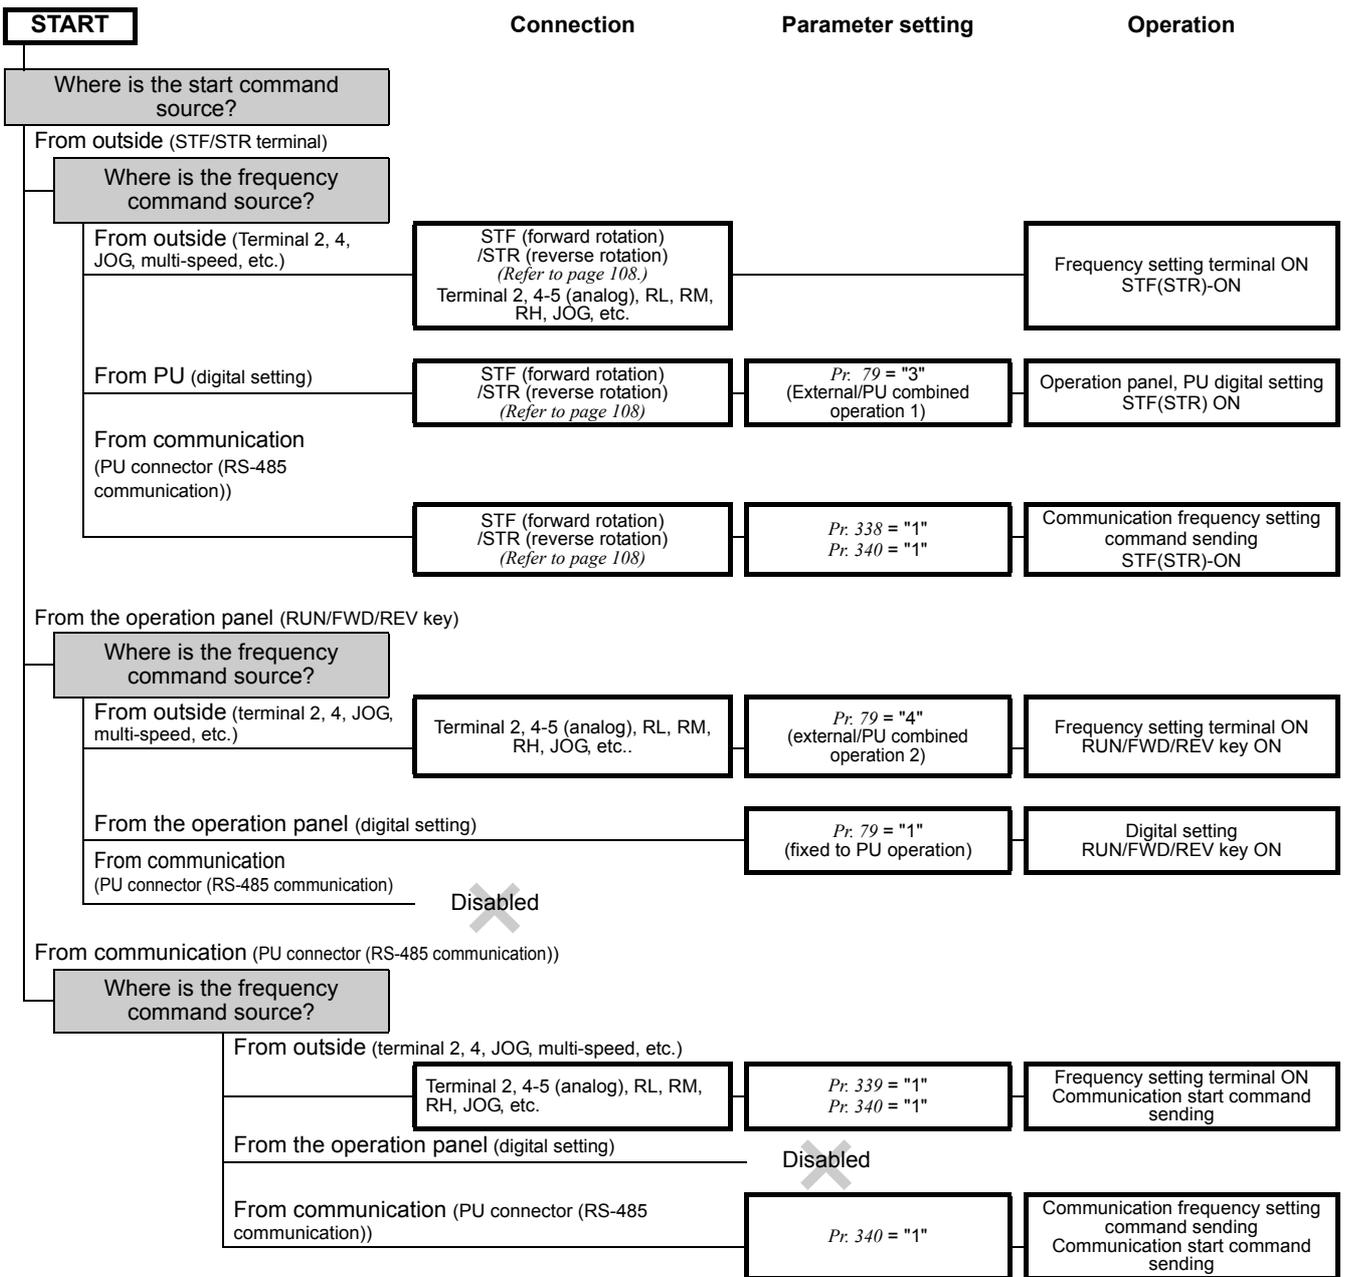 START
Connection
Parameter setting
Operation
Where is the start command
source?
From outside (STF/STR terminal)
Where is the frequency
command source?
From outside (Terminal 2, 4,
JOG, multi-speed, etc.)
STF (forward rotation)
/STR (reverse rotation)
(Refer to page 108.)
Terminal 2, 4-5 (analog), RL, RM,
RH, JOG, etc.
Frequency setting terminal ON
STF(STR)-ON
From PU (digital setting)
STF (forward rotation)
/STR (reverse rotation)
(Refer to page 108)
Pr. 79 = "3"
(External/PU combined
operation 1)
Operation panel, PU digital setting
STF(STR) ON
From communication
(PU connector (RS-485
communication))
STF (forward rotation)
/STR (reverse rotation)
(Refer to page 108)
Pr. 338 = "1"
Pr. 340 = "1"
Communication frequency setting
command sending
STF(STR)-ON
From the operation panel (RUN/FWD/REV key)
Where is the frequency
command source?
From outside (terminal 2, 4, JOG,
multi-speed, etc.)
Terminal 2, 4-5 (analog), RL, RM,
RH, JOG, etc..
Pr. 79 = "4"
(external/PU combined
operation 2)
Frequency setting terminal ON
RUN/FWD/REV key ON
From the operation panel (digital setting)
Pr. 79 = "1"
(fixed to PU operation)
Digital setting
RUN/FWD/REV key ON
From communication
(PU connector (RS-485 communication)
Disabled
From communication (PU connector (RS-485 communication))
Where is the frequency
command source?
From outside (terminal 2, 4, JOG, multi-speed, etc.)
Terminal 2, 4-5 (analog), RL, RM,
RH, JOG, etc.
Pr. 339 = "1"
Pr. 340 = "1"
Frequency setting terminal ON
Communication start command
sending
From the operation panel (digital setting)
Disabled
From communication (PU connector (RS-485
communication))
Pr. 340 = "1"
Communication frequency setting
command sending
Communication start command
sending